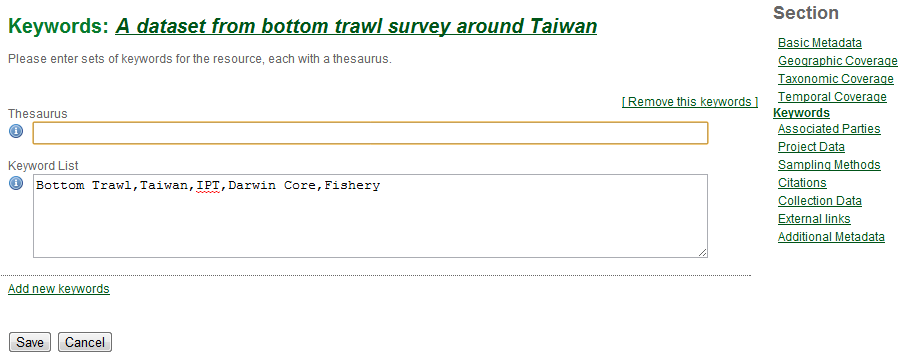 Keywords: A dataset from bottom trawl survey around Taiwan
Please enter sets of keywords for the resource, each with a thesaurus.
[ Remove this keywords ]
Thesaurus
Keyword List
Bottom Trawl,Taiwan,IPT,Darwin Core,Fishery
Add new keywords
Save Cancel
Section
Basic Metadata
Geographic Coverage
Taxonomic Coverage
Temporal Coverage
Keywords
Associated Parties
Project Data
Sampling Methods
Citations
Collection Data
External links
Additional Metadata